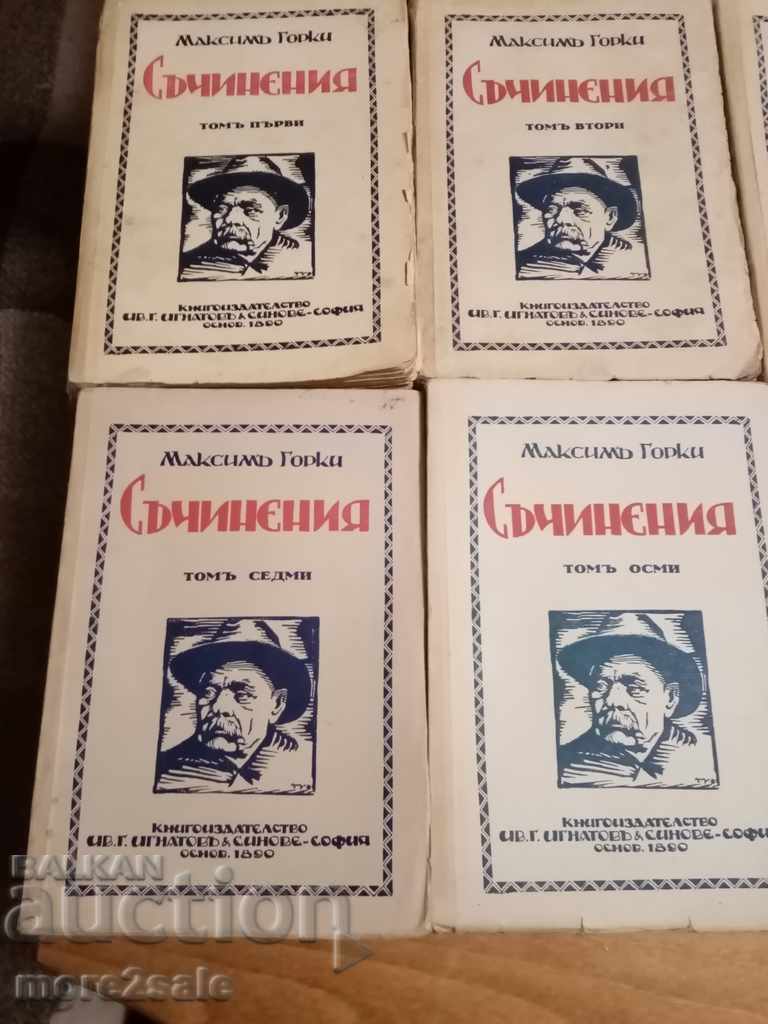 Максимъ Горки
Съчинения
томъ първи
Книгоиздателство
Ив. Г. Игнатовъ & Синове - София
основ. 1890
Максимъ Горки
Съчинения
томъ втори
Книгоиздателство
Ив. Г. Игнатовъ & Синове - София
основ. 1890
Максимъ Горки
Съчинения
томъ седми
Книгоиздателство
Ив. Г. Игнатовъ & Синове - София
основ. 1890
Максимъ Горки
Съчинения
томъ осми
Книгоиздателство
Ив. Г. Игнатовъ & Синове - Софи
основ. 1890
BALKAN
auction
more2sale